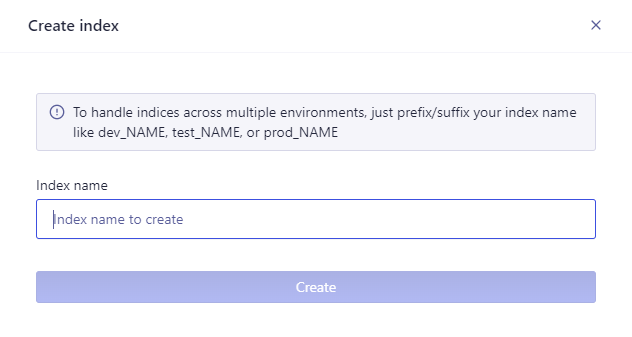 Create index
To handle indices across multiple environments, just prefix/suffix your index name
like dev_NAME, test_NAME, or prod_NAME
Index name
Index name to create
Create